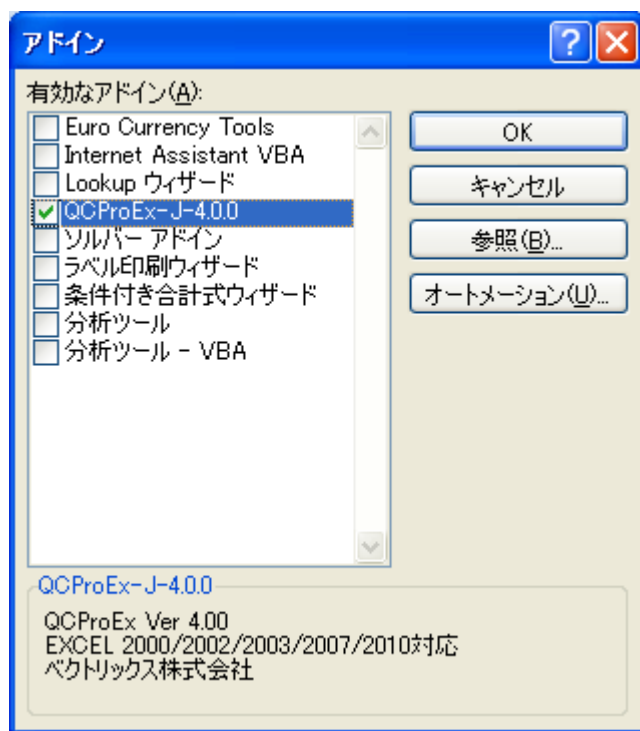 アドイン
有効なアドイン(A):
Euro Currency Tools
Internet Assistant VBA
Lookup ウィザード
QCProEx-J-4.0.0
ソルバー アドイン
ラベル印刷ウィザード
条件付き合計式ウィザード
分析ツール
分析ツール - VBA
OK
キャンセル
参照(B)...
オートメーション(U)...
QCProEx-J-4.0.0
QCProEx Ver 4.00
EXCEL 2000/2002/2003/2007/2010対応
ベクトリックス株式会社